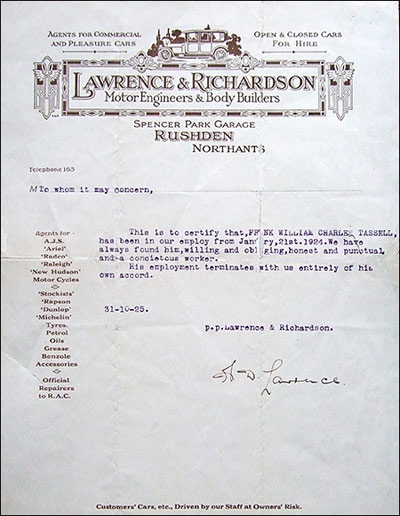 AGENTS FOR COMMERCIAL
AND PLEASURE CARS
OPEN & CLOSED CARS
FOR HIRE
LAWRENCE & RICHARDSON
Motor Engineers & Body Builders
SPENCER PARK GARAGE
RUSHDEN
NORTHANTS
Telephone 163
M To whom it may concern,
This is to certify that, FRANK WILLIAM CHARLES TASSELL,
has been in our employ from January, 21st. 1924. We have
always found him, willing and obliging, honest and punctual,
and a concietous worker.
His employment terminates with us entirely of his
own accord.
31-10-25.
p.p. Lawrence & Richardson.
H. D. Lawrence.
Agents for-
A.J.S.
'Ariel'
'Radco'
'Raleigh'
'New Hudson'
Motor Cycles
'Stockists'
'Rapson
'Dunlop'
'Michelin'
Tyres.
Petrol
Oils
Grease
Benzole
Accessories
Official
Repairers
to R.A.C.
Customers' Cars, etc., Driven by our Staff at Owners' Risk.